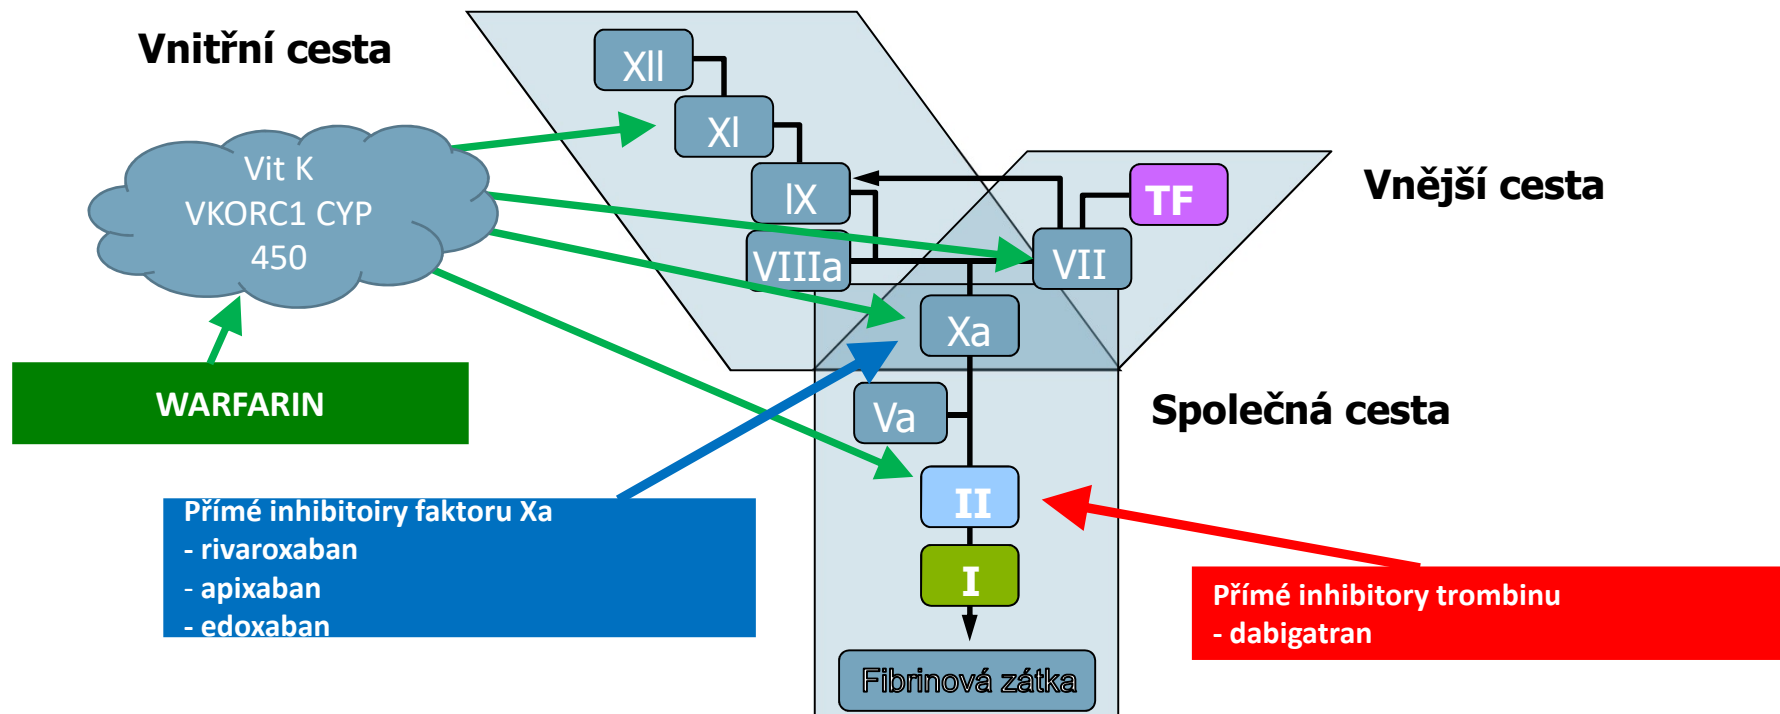 Vnitřní cesta
XII
XI
IX
VIIIa
Vit K
VKORC1 CYP
450
TF
VII
Vnější cesta
Xa
WARFARIN
Va
Společná cesta
II
Přímé inhibitoiry faktoru Xa
- rivaroxaban
- apixaban
- edoxaban
I
Přímé inhibitory trombinu
- dabigatran
Fibrinová zátka